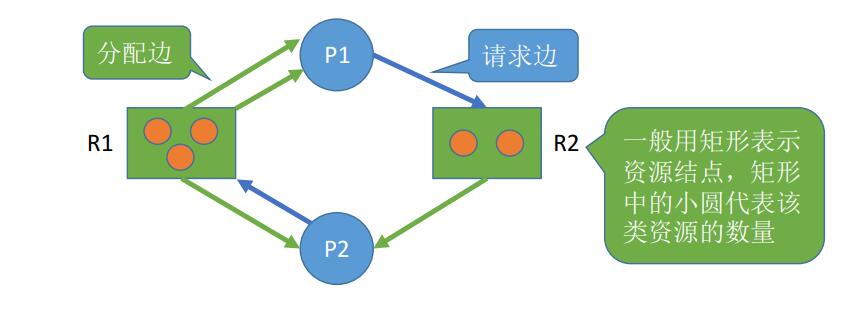 分配边
P1
请求边
R1
R2
一般用矩形表示
资源结点，矩形
中的小圆代表该
类资源的数量
P2